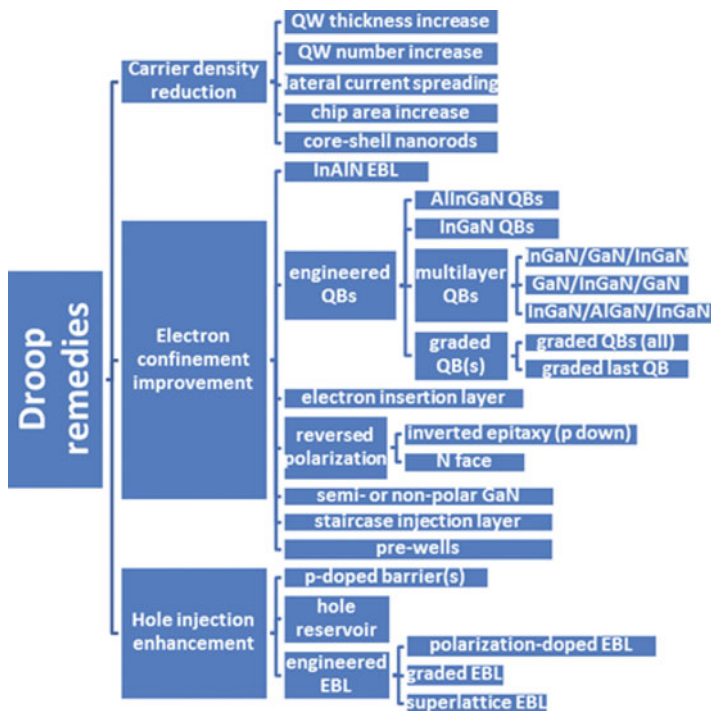 Droop
remedies
Carrier density
reduction
QW thickness increase
QW number increase
lateral current spreading
chip area increase
core-shell nanorods
Electron
confinement
improvement
InAlN EBL
engineered
QBs
AlInGaN QBs
InGaN QBs
multilayer
QBs
InGaN/GaN/InGaN
GaN/InGaN/GaN
InGaN/AlGaN/InGaN
graded
QB(s)
graded QBs (all)
graded last QB
electron insertion layer
reversed
polarization
inverted epitaxy (p down)
N face
semi- or non-polar GaN
staircase injection layer
pre-wells
Hole injection
enhancement
p-doped barrier(s)
hole
reservoir
engineered
EBL
polarization-doped EBL
graded EBL
superlattice EBL